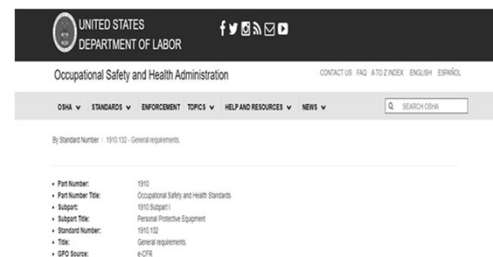 UNITED STATES
DEPARTMENT OF LABOR
Occupational Safety and Health Administration
CONTACT US FAQ A TO Z INDEX ENGLISH ESPAÑOL
OSHA STANDARDS ENFORCEMENT TOPICS HELP AND RESOURCES NEWS SEARCH OSHA
By Standard Number / 1910.132 - General requirements.
• Part Number: 1910
• Part Number Title: Occupational Safety and Health Standards
• Subpart: 1910 Subpart I
• Subpart Title: Personal Protective Equipment
• Standard Number: 1910.132
• Title: General requirements.
• GPO Source: e-CFR